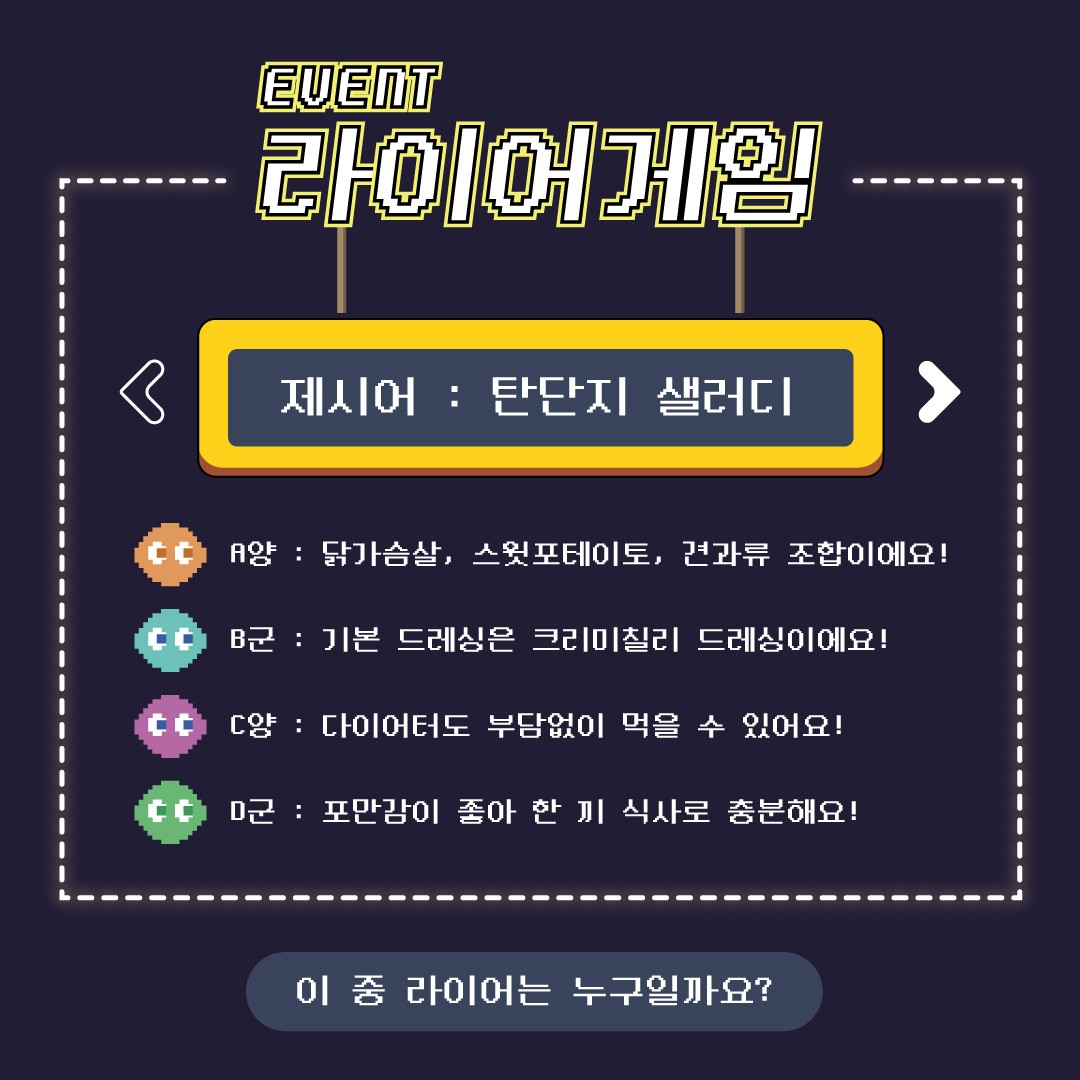 EVENT
라이어게임
제시어 : 탄단지 샐러디
A양 : 닭가슴살, 스윗포테이토, 견과류 조합이에요!
B군 : 기본 드레싱은 크리미칠리 드레싱이에요!
C양 : 다이어터도 부담없이 먹을 수 있어요!
D군 : 포만감이 좋아 한 끼 식사로 충분해요!
이 중 라이어는 누구일까요?